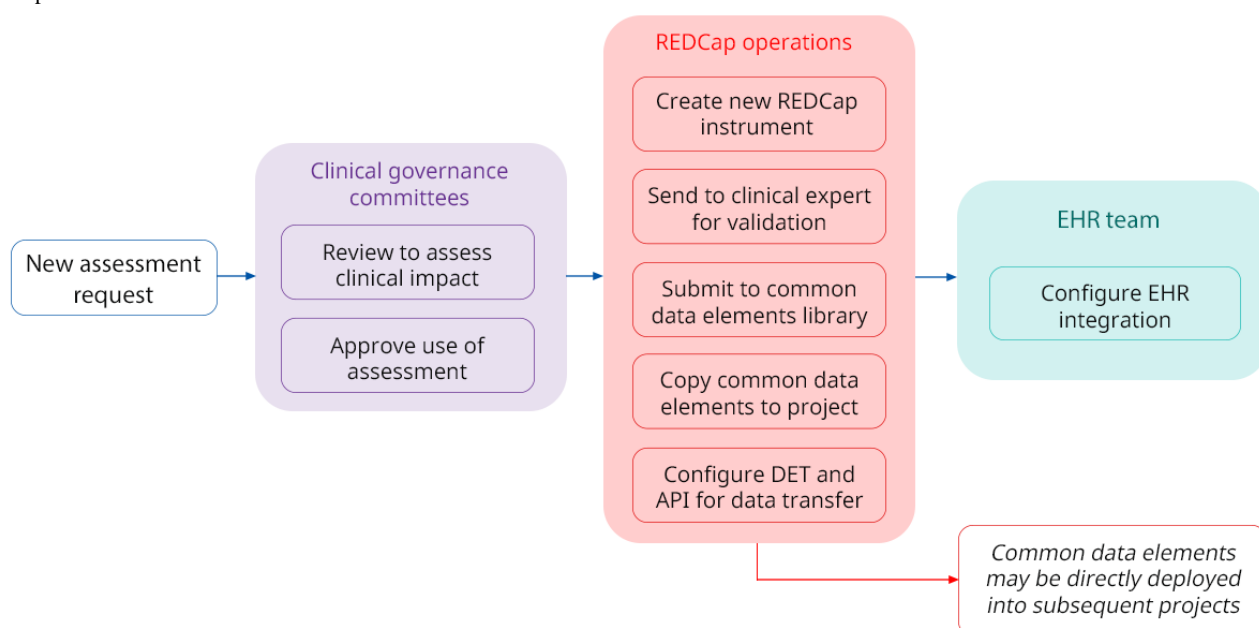 New assessment
request
Clinical governance
committees
Review to assess
clinical impact
Approve use of
assessment
REDCap operations
Create new REDCap
instrument
Send to clinical expert
for validation
Submit to common
data elements library
Copy common data
elements to project
Configure DET and
API for data transfer
EHR team
Configure EHR
integration
Common data elements
may be directly deployed
into subsequent projects